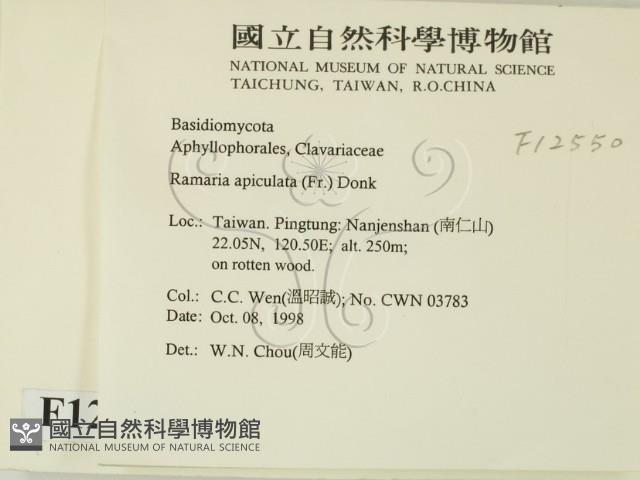 國立自然科學博物館
NATIONAL MUSEUM OF NATURAL SCIENCE
TAICHUNG, TAIWAN, R.O.CHINA
Basidiomycota
Aphyllophorales, Clavariaceae
F12550
Ramaria apiculata (Fr.) Donk
Loc.: Taiwan. Pingtung: Nanjenshan (南仁山)
22.05N, 120.50E; alt. 250m;
on rotten wood.
Col.: C.C. Wen(溫昭誠); No. CWN 03783
Date: Oct. 08, 1998
Det.: W.N. Chou(周文能)
F12
國立自然科學博物館
NATIONAL MUSEUM OF NATURAL SCIENCE